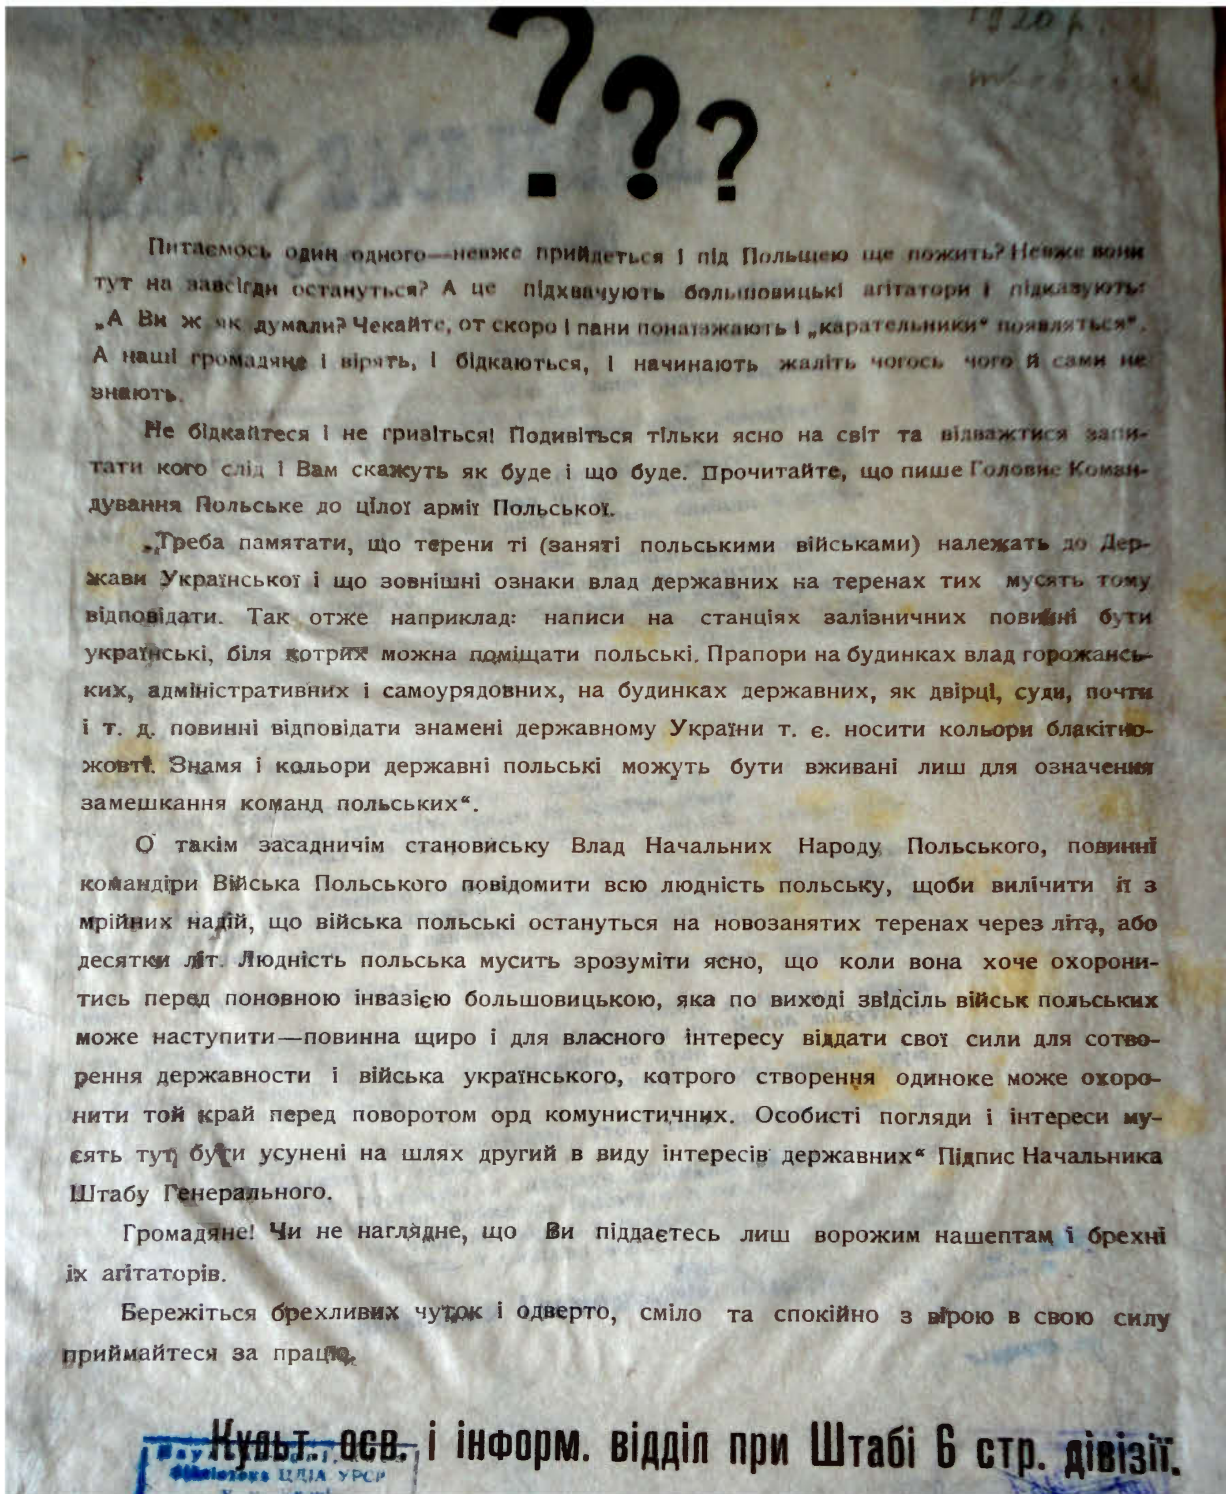 ???
1920 р.
Питаємось один одного—невже прийдеться і під Польщею ще пожить? Невже вони
тут на завсігди остануться? А це підхвачують большовицькі агітатори і підказують:
„А Ви ж як думали? Чекайте, от скоро і пани понаїзжають і „карательники“ появляться“.
А наші громадяне і вірять, і бідкаються, і начинають жаліть чогось чого й сами не
знають.
Не бідкайтеся і не гризіться! Подивіться тільки ясно на світ та відважтися запи-
тати кого слід і Вам скажуть як буде і що буде. Прочитайте, що пише Головне Коман-
дування Польське до цілої армії Польської.
„Треба памятати, що терени ті (заняті польськими військами) належать до Дер-
жави Української і що зовнішні ознаки влад державних на теренах тих мусять тому
відповідати. Так отже наприклад: написи на станціях залізничних повинні бути
українські, біля котрих можна поміщати польські. Прапори на будинках влад горожансь-
ких, адміністративних і самоурядовних, на будинках державних, як двірці, суди, почти
і т. д. повинні відповідати знамені державному України т. є. носити кольори блакітно-
жовті. Знамя і кольори державні польські можуть бути вживані лиш для означення
замешкання команд польських“.
О такім засадничім становиську Влад Начальних Народу Польського, повинні
командіри Війська Польського повідомити всю людність польську, щоби вилічити її з
мрійних надій, що війська польські остануться на новозанятих теренах через літа, або
десятки літ. Людність польська мусить зрозуміти ясно, що коли вона хоче охорони-
тись перед поновною інвазією большовицькою, яка по виході звідсіль військ польських
може наступити—повинна щиро і для власного інтересу віддати свої сили для сотво-
рення державности і війська українського, котрого створення одиноке може охоро-
нити той край перед поворотом орд комунистичних. Особисті погляди і інтереси му-
сять тут бути усунені на шлях другий в виду інтересів державних“ Підпис Начальника
Штабу Генерального.
Громадяне! Чи не наглядне, що Ви піддаєтесь лиш ворожим нашептам і брехні
іх агітаторів.
Бережіться брехливих чуток і одверто, сміло та спокійно з вірою в свою силу
приймайтеся за працю.
Культ. осв. і інформ. відділ при Штабі 6 стр. дівізії.
бібліотека ЦДІА УРСР